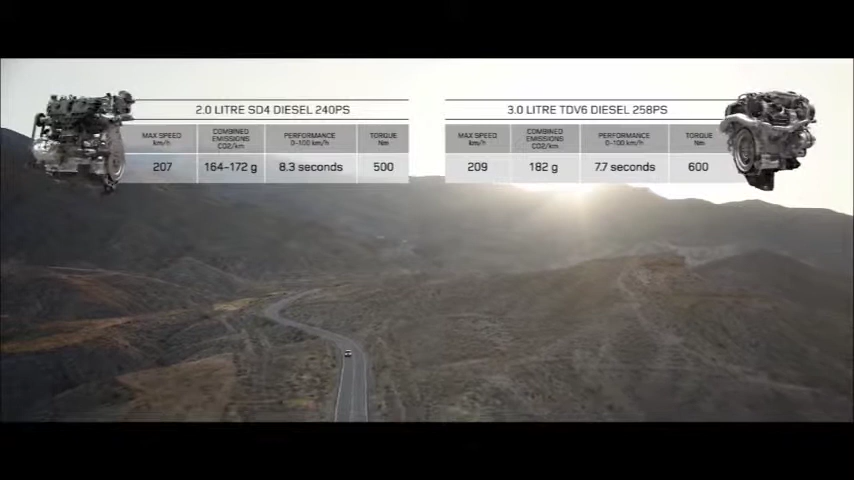 2.0 LITRE SD4 DIESEL 240PS
MAX SPEED
km/h
COMBINED
EMISSIONS
CO2/km
PERFORMANCE
0-100 km/h
TORQUE
Nm
207
164-172 g
8.3 seconds
500
3.0 LITRE TDV6 DIESEL 258PS
MAX SPEED
km/h
COMBINED
EMISSIONS
CO2/km
PERFORMANCE
0-100 km/h
TORQUE
Nm
209
182 g
7.7 seconds
600